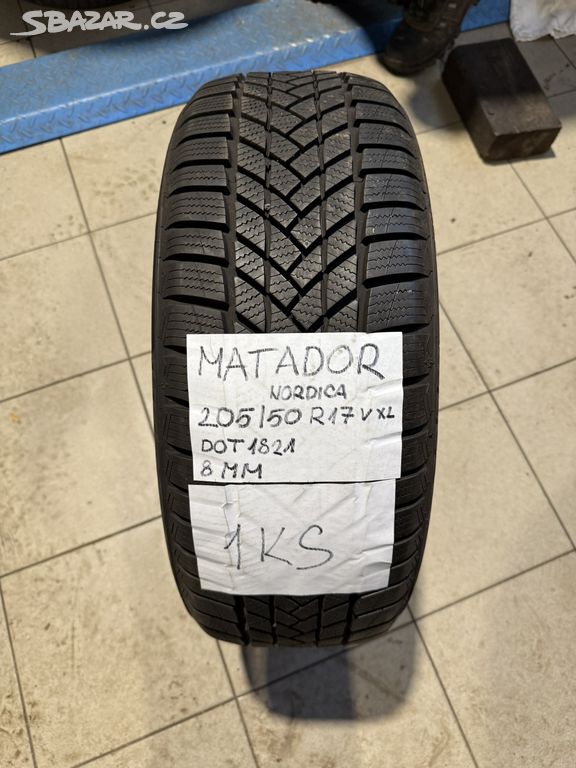 SBAZAR.CZ
MATADOR
NORDICA
205/50 R17 V XL
DOT 1821
8 MM
1KS